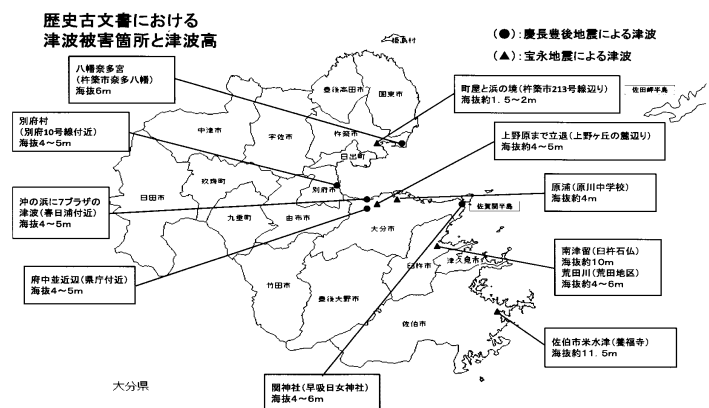 歴史古文書における
津波被害箇所と津波高
(●):慶長豊後地震による津波
(▲):宝永地震による津波
姫島村
八幡奈多宮
(杵築市奈多八幡)
海抜6m
町屋と浜の境(杵築市213号線辺り)
海抜約1.5~2m
佐田岬半島
別府村
(別府10号線付近)
海抜4~5m
上野原まで立退(上野ヶ丘の麓辺り)
海抜約4~5m
沖の浜に7ブラザの
津波(春日浦付近)
海抜4~5m
原浦(原川中学校)
海抜約4m
佐賀関半島
府中並近辺(県庁付近)
海抜4~5m
南津留(臼杵石仏)
海抜約10m
荒田川(荒田地区)
海抜約4~6m
佐伯市米水津(養福寺)
海抜約11.5m
関神社(早吸日女神社)
海抜4~6m
豊後高田市
国東市
中津市
宇佐市
杵築市
日出町
日田市
玖珠町
別府市
九重町
由布市
大分市
臼杵市
津久見市
竹田市
豊後大野市
佐伯市
大分県